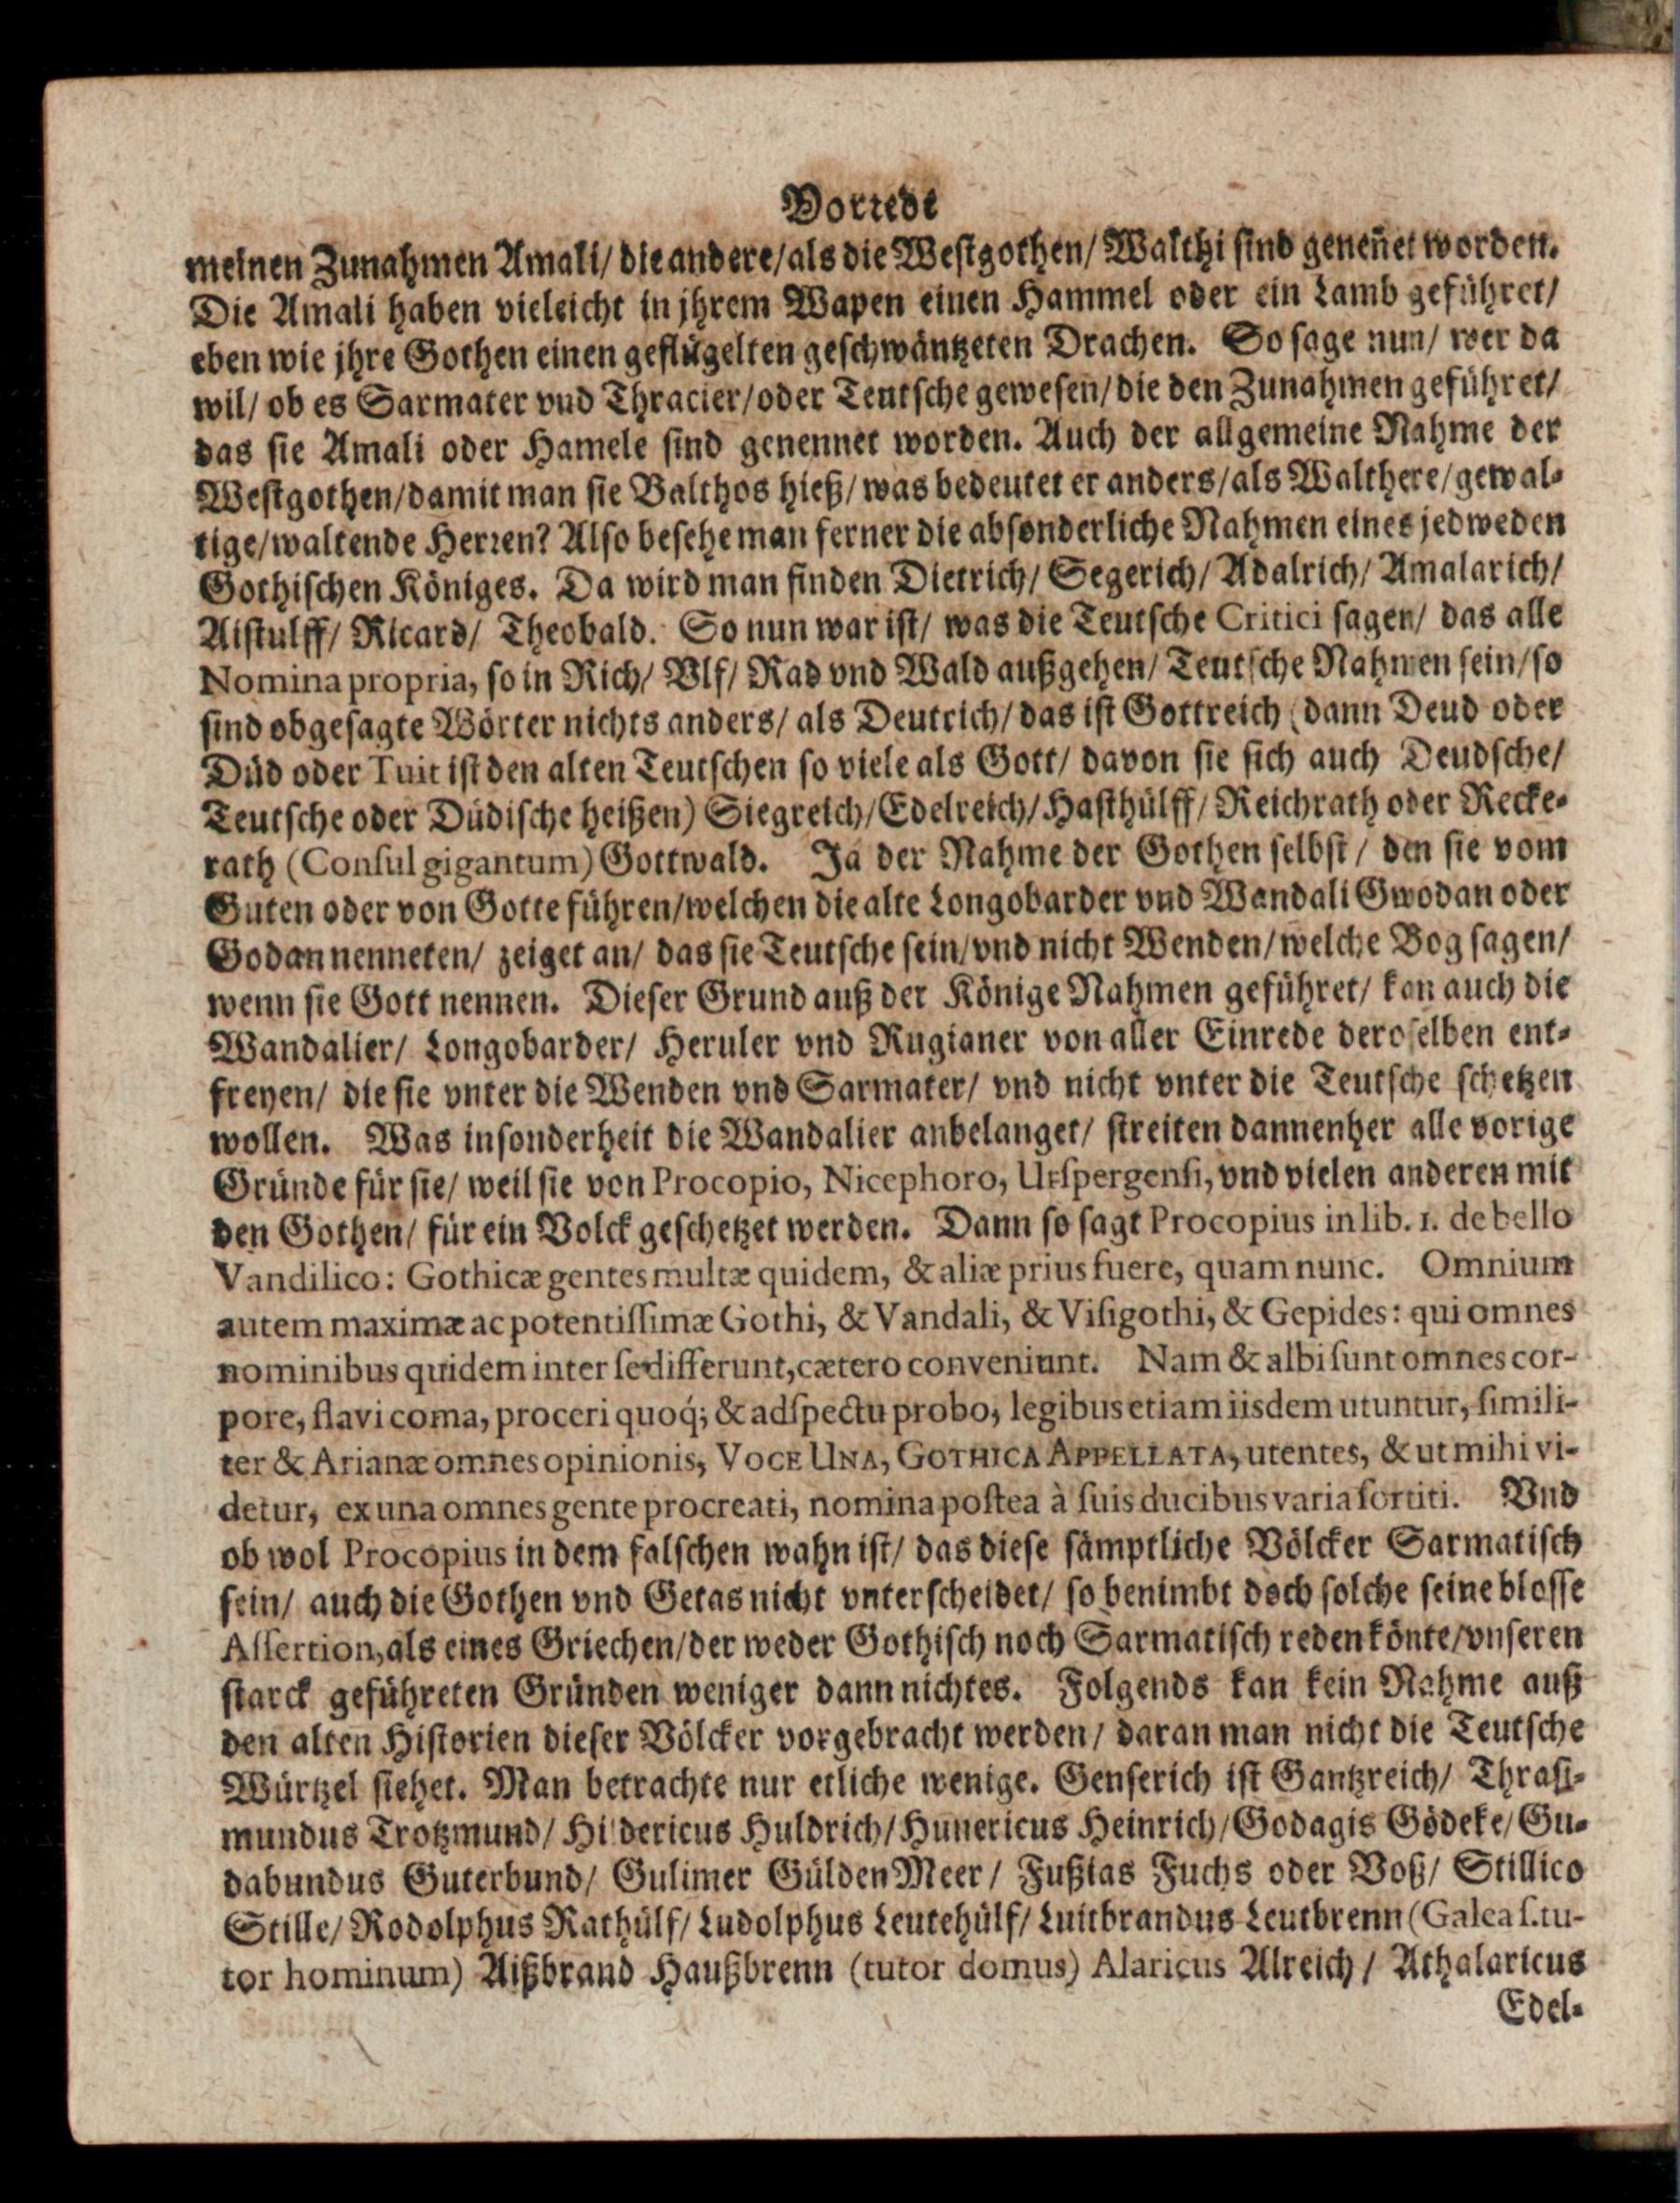 Vorrede
meinen Zunahmen Amali/ die andere/ als die Westgothen/ Walthi sind geneñet worden.
Die Amali haben vieleicht in jhrem Wapen einen Hammel oder ein Lamb geführet/
eben wie jhre Gothen einen geflügelten geschwäntzeten Drachen. So sage nun/ wer da
wil/ ob es Sarmater vnd Thracier/ oder Teutsche gewesen/ die den Zunahmen geführet/
das sie Amali oder Hamele sind genennet worden. Auch der allgemeine Nahme der
Westgothen/ damit man sie Balthos hieß/ was bedeutet er anders/ als Walthere/ gewal-
tige/ waltende Herren? Also besehe man ferner die absonderliche Nahmen eines jedweden
Gothischen Königes. Da wird man finden Dietrich/ Segerich/ Adalrich/ Amalarich/
Aistulff/ Ricard/ Theobald. So nun war ist/ was die Teutsche Critici sagen/ das alle
Nomina propria, so in Rich/ Vlf/ Rad vnd Wald außgehen/ Teutsche Nahmen sein/ so
sind obgesagte Wörter nichts anders/ als Deutrich/ das ist Gottreich (dann Deud oder
Düd oder Tuit ist den alten Teutschen so viele als Gott/ davon sie sich auch Deudsche/
Teutsche oder Düdische heißen) Siegreich/ Edelreich/ Hasthülff/ Reichrath oder Recke-
rath (Consul gigantum) Gottwald. Ja der Nahme der Gothen selbst/ den sie vom
Guten oder von Gotte führen/ welchen die alte Longobarder vnd Wandali Gwodan oder
Godan nenneten/ zeiget an/ das sie Teutsche sein/ vnd nicht Wenden/ welche Bog sagen/
wenn sie Gott nennen. Dieser Grund auß der Könige Nahmen geführet/ kan auch die
Wandalier/ Longobarder/ Heruler vnd Rugianer von aller Einrede deroselben ent-
freyen/ die sie vnter die Wenden vnd Sarmater/ vnd nicht vnter die Teutsche schetzen
wollen. Was insonderheit die Wandalier anbelanget/ streiten dannenher alle vorige
Gründe für sie/ weil sie von Procopio, Nicephoro, Urspergensi, vnd vielen anderen mit
den Gothen/ für ein Volck geschetzet werden. Dann so sagt Procopius in lib. 1. de bello
Vandilico: Gothicæ gentes multæ quidem, & aliæ prius fuere, quam nunc. Omnium
autem maximæ ac potentissimæ Gothi, & Vandali, & Visigothi, & Gepides: qui omnes
nominibus quidem inter se differunt, cætero conveniunt. Nam & albi sunt omnes cor-
pore, flavi coma, proceri quoq́; & adspectu probo, legibus etiam iisdem utuntur, simili-
ter & Arianæ omnes opinionis, VOCE UNA, GOTHICA APPELLATA, utentes, & ut mihi vi-
detur, ex una omnes gente procreati, nomina postea à suis ducibus varia sortiti. Vnd
ob wol Procopius in dem falschen wahn ist/ das diese sämptliche Völcker Sarmatisch
sein/ auch die Gothen vnd Getas nicht vnterscheidet/ so benimbt doch solche seine blosse
Assertion, als eines Griechen/ der weder Gothisch noch Sarmatisch reden könte/ vnseren
starck geführeten Gründen weniger dann nichtes. Folgends kan kein Nahme auß
den alten Historien dieser Völcker vorgebracht werden/ daran man nicht die Teutsche
Würtzel siehet. Man betrachte nur etliche wenige. Genserich ist Gantzreich/ Thrasi-
mundus Trotzmund/ Hildericus Huldrich/ Hunericus Heinrich/ Godagis Gödeke/ Gu-
dabundus Guterbund/ Gulimer Gülden Meer/ Fußias Fuchs oder Voß/ Stillico
Stille/ Rodolphus Rathülf/ Ludolphus Leutehülf/ Luitbrandus Leutbrenn (Galea s. tu-
tor hominum) Aißbrand Haußbrenn (tutor domus) Alaricus Alreich/ Athalaricus
Edel-